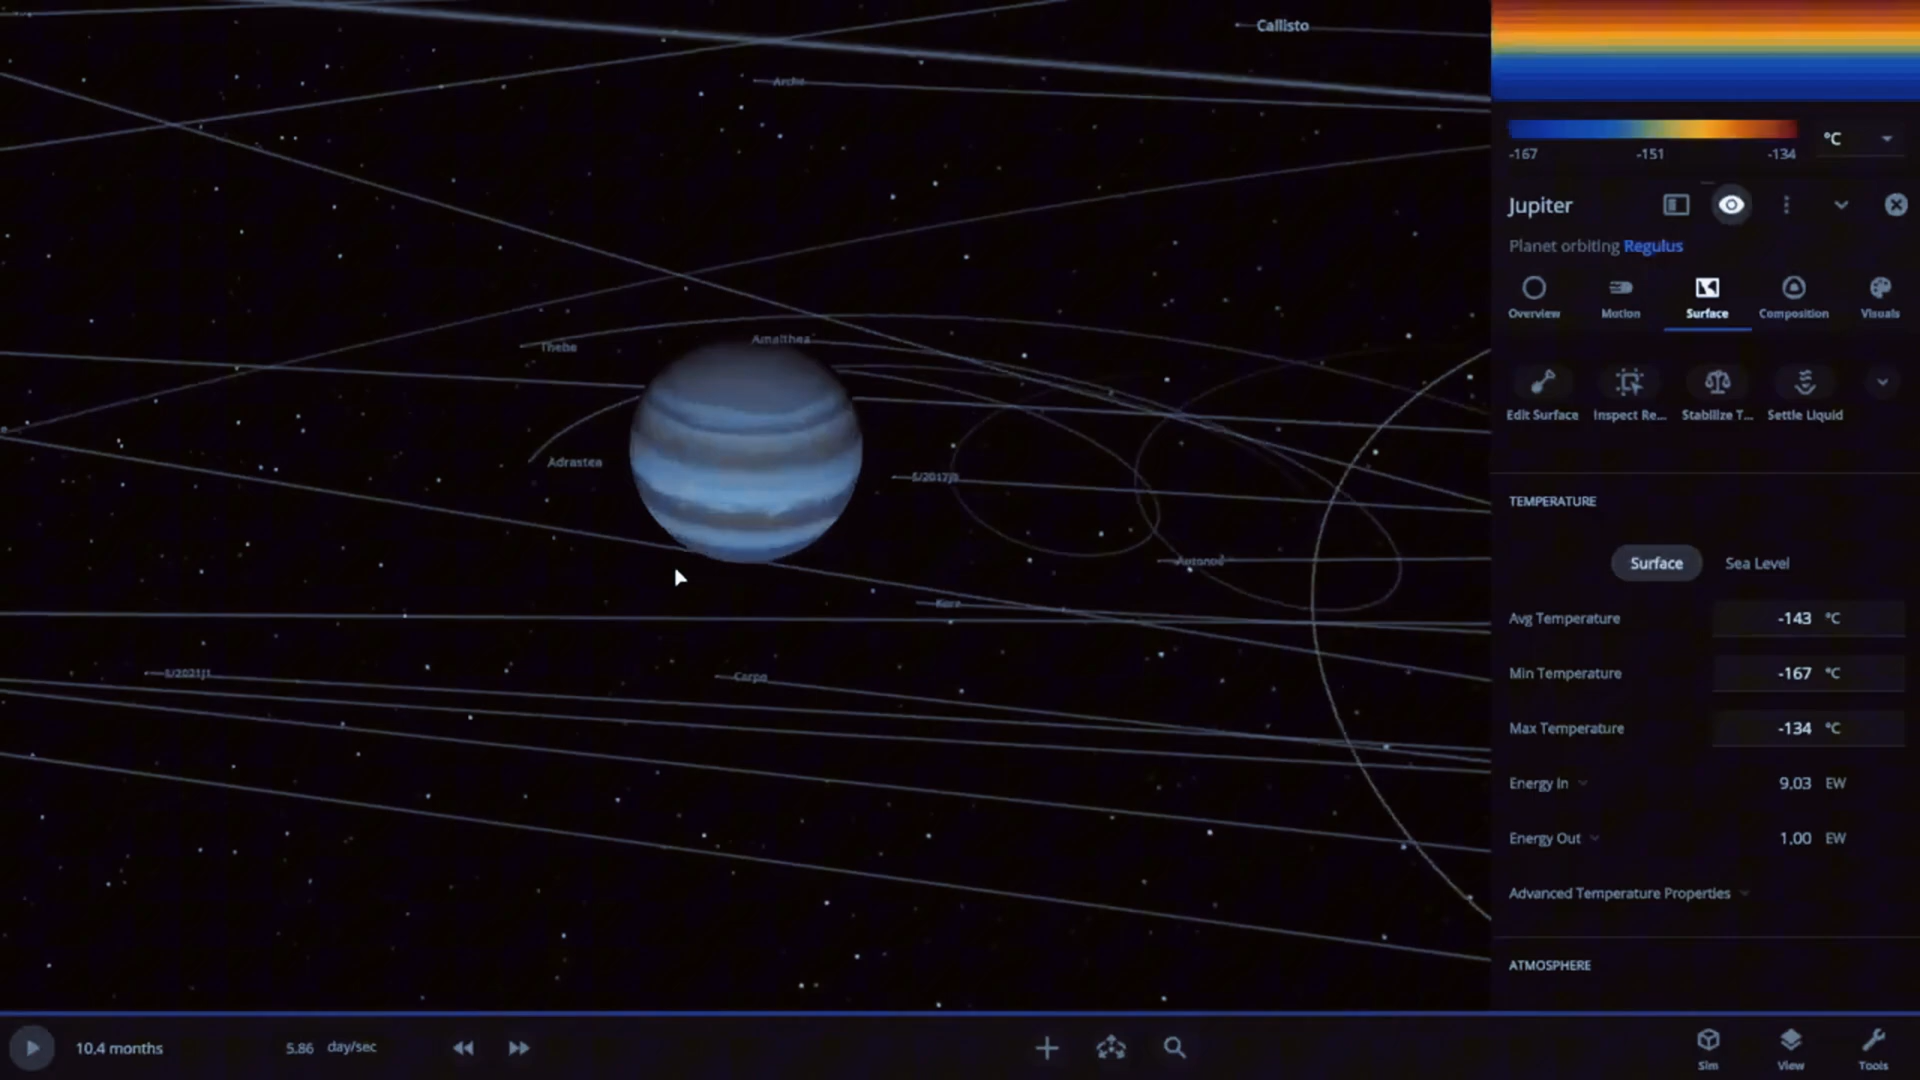 Callisto
Arche
Thebe
Amalthea
Adrastea
S/2017J9
Autonoe
Kore
S/2021J1
Carpo
-167 -151 -134 °C
Jupiter
Planet orbiting Regulus
Overview Motion Surface Composition Visuals
Edit Surface Inspect Re... Stabilize T... Settle Liquid
TEMPERATURE
Surface Sea Level
Avg Temperature -143 °C
Min Temperature -167 °C
Max Temperature -134 °C
Energy In 9.03 EW
Energy Out 1.00 EW
Advanced Temperature Properties
ATMOSPHERE
10.4 months 5.86 day/sec
Sim View Tools